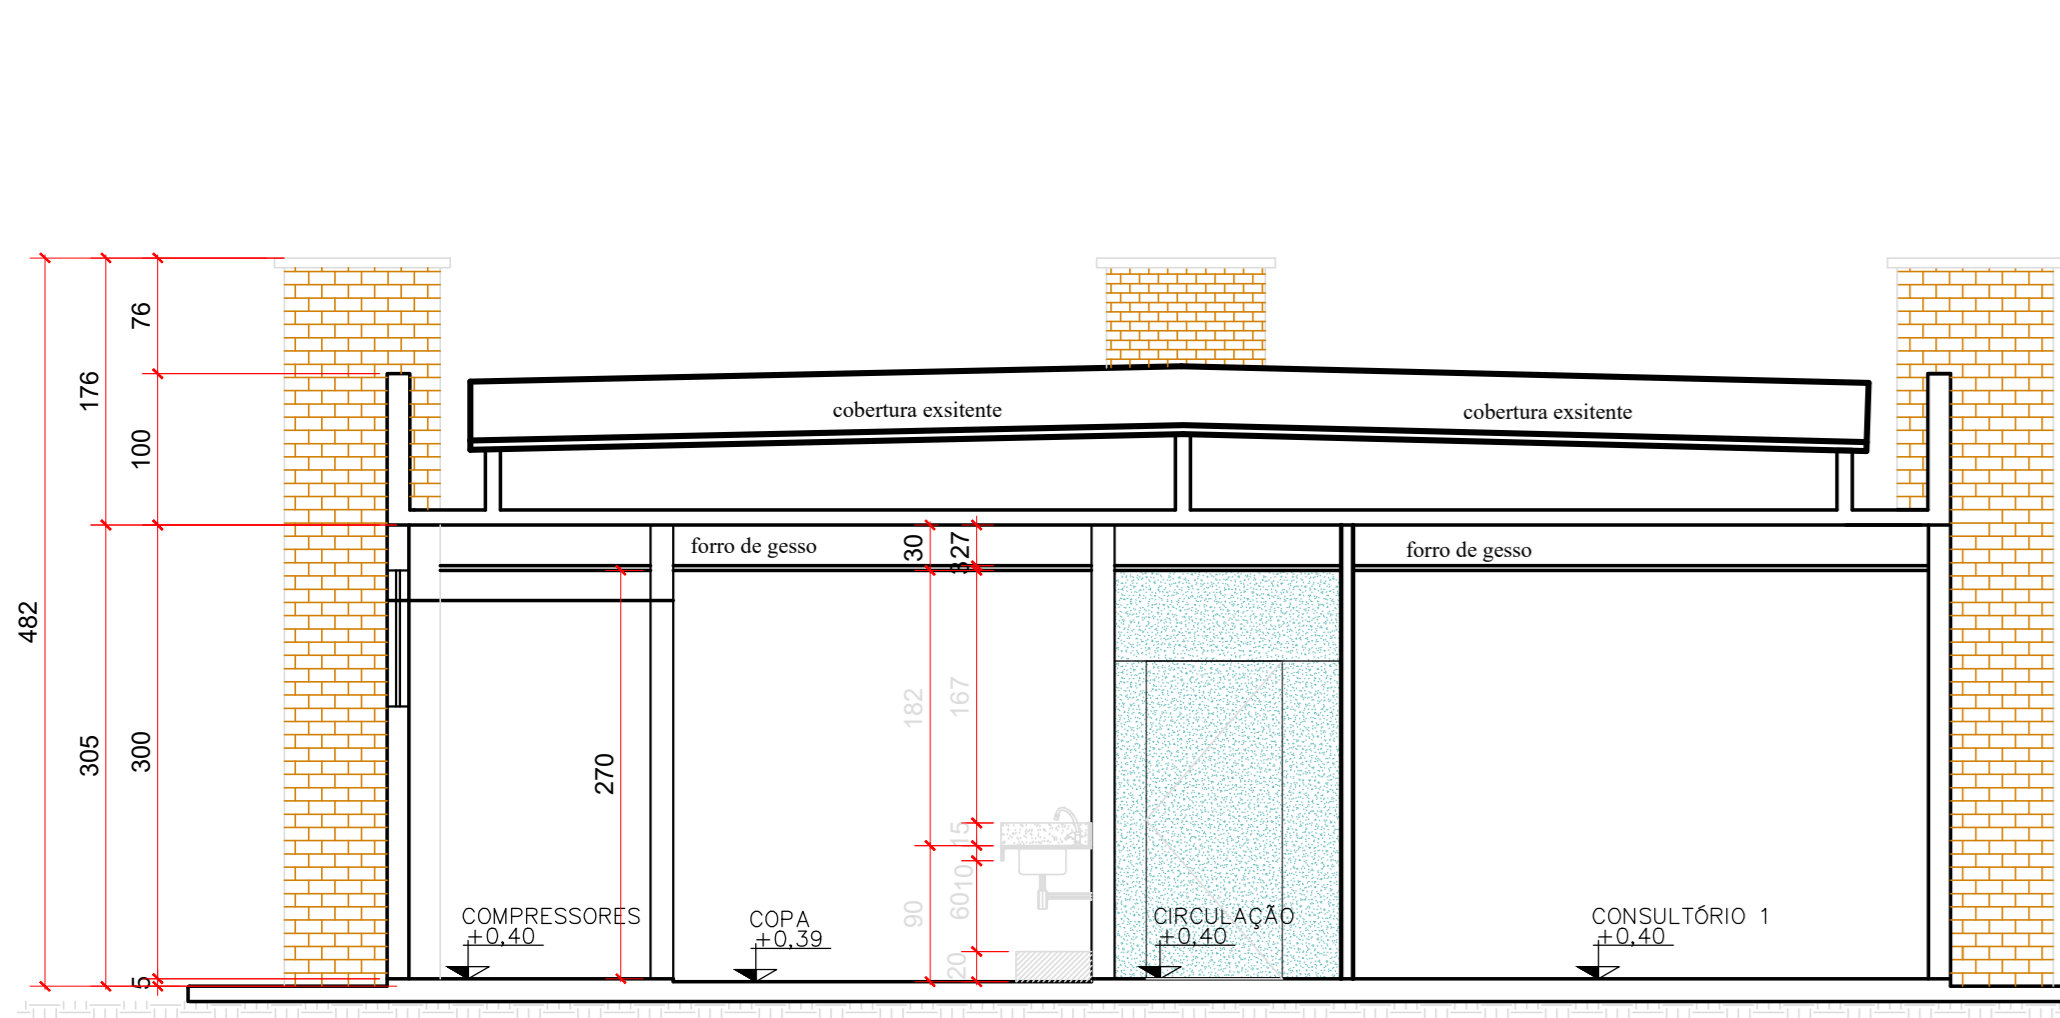 76
176
100
482
305
300
5
cobertura exsitente
cobertura exsitente
forro de gesso
30
327
forro de gesso
270
182
167
15
10
60
90
20
COMPRESSORES
+0,40
COPA
+0,39
CIRCULAÇÃO
+0,40
CONSULTÓRIO 1
+0,40